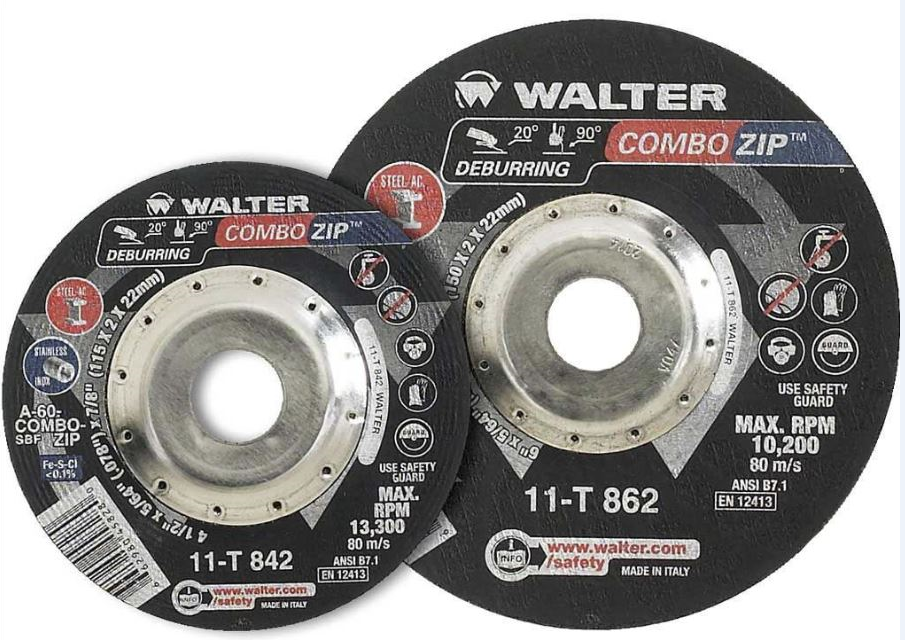 WALTER
20° 90° COMBO ZIP™
DEBURRING
STEEL/AC.
(150 X 2 X 22mm)
6" X 5/64"
11-T 862 WALTER
GUARD
USE SAFETY
GUARD
MAX. RPM
10,200
80 m/s
ANSI B7.1
EN 12413
11-T 862
INFO
www.walter.com
/safety
MADE IN ITALY
WALTER
20° 90° COMBO ZIP™
DEBURRING
STEEL-AC.
STAINLESS
INOX
A-60-
COMBO-
SBF ZIP
Fe-S-Cl
<0.1%
4 1/2" X 5/64" (.078") X 7/8" (115 X 2 X 22mm)
11-T 842 WALTER
GUARD
USE SAFETY
GUARD
MAX.
RPM
13,300
80 m/s
ANSI B7.1
EN 12413
11-T 842
INFO
www.walter.com
/safety
MADE IN ITALY